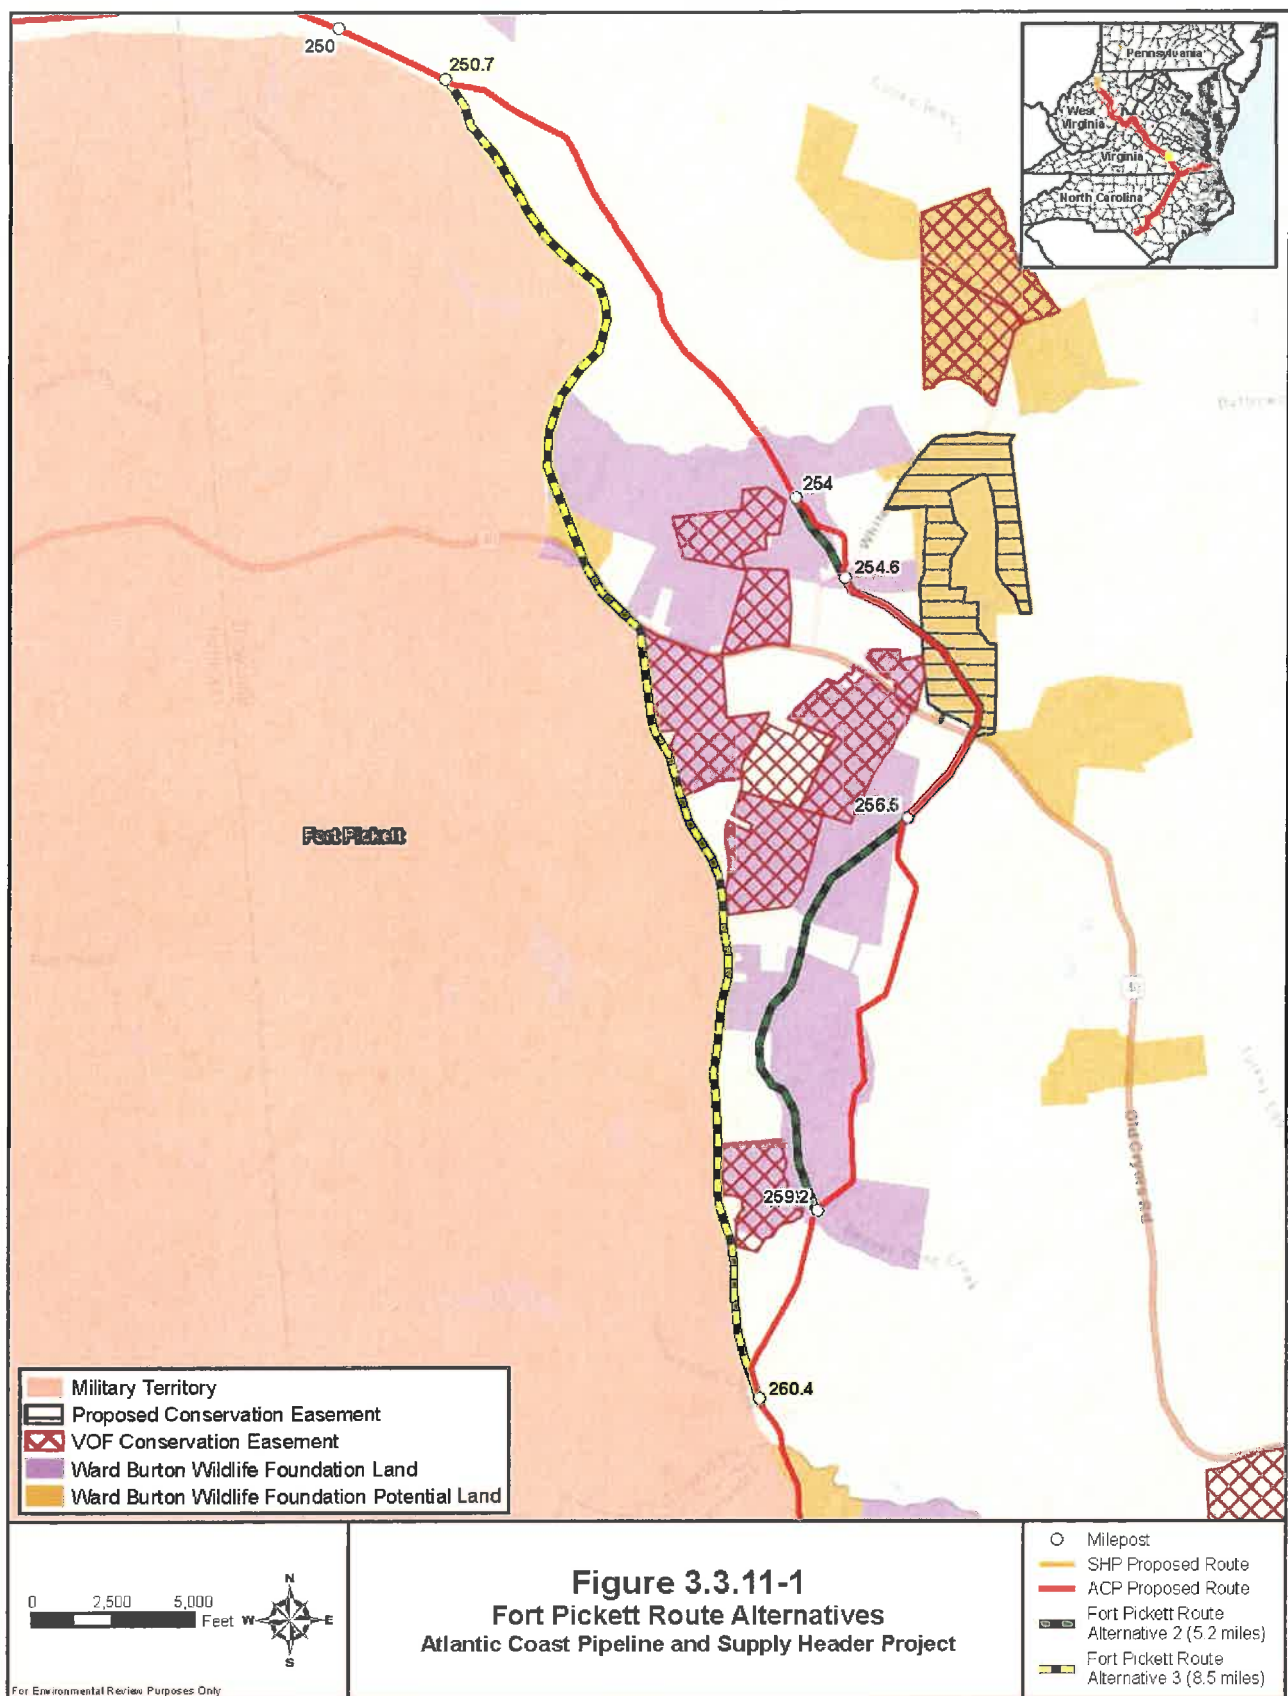 250
250.7
Pennsylvania
West
Virginia
Virginia
North Carolina
254
White
254.6
256.5
Fort Pickett
40
Old Cryors Rd
259.2
Creek
260.4
Military Territory
Proposed Conservation Easement
VOF Conservation Easement
Ward Burton Wildlife Foundation Land
Ward Burton Wildlife Foundation Potential Land
0 2,500 5,000
Feet
N
W E
S
For Environmental Review Purposes Only
Figure 3.3.11-1
Fort Pickett Route Alternatives
Atlantic Coast Pipeline and Supply Header Project
Milepost
SHP Proposed Route
ACP Proposed Route
Fort Pickett Route
Alternative 2 (5.2 miles)
Fort Pickett Route
Alternative 3 (8.5 miles)